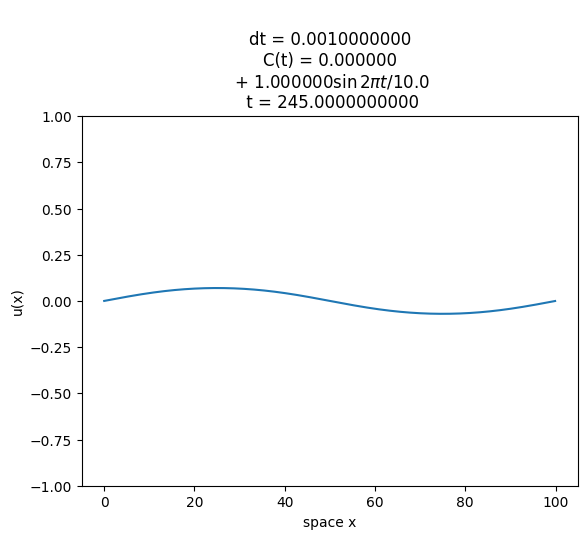 dt = 0.0010000000
C(t) = 0.000000
+ 1.000000sin 2πt/10.0
t = 245.0000000000
1.00
0.75
0.50
0.25
0.00
−0.25
−0.50
−0.75
−1.00
u(x)
0 20 40 60 80 100
space x